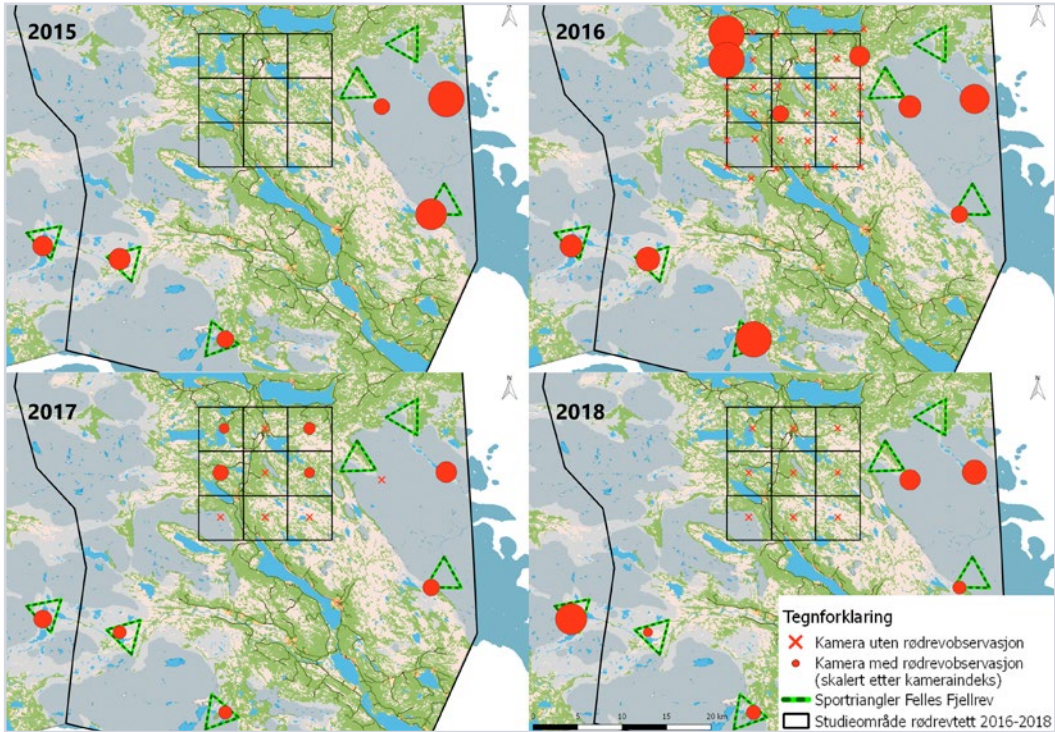 2015
2016
2017
N
2018
N
Tegnforklaring
Kamera uten rødrevobservasjon
Kamera med rødrevobservasjon
(skalert etter kameraindeks)
Sportriangler Felles Fjellrev
Studieområde rødrevtett 2016-2018
5 10 15 20 km